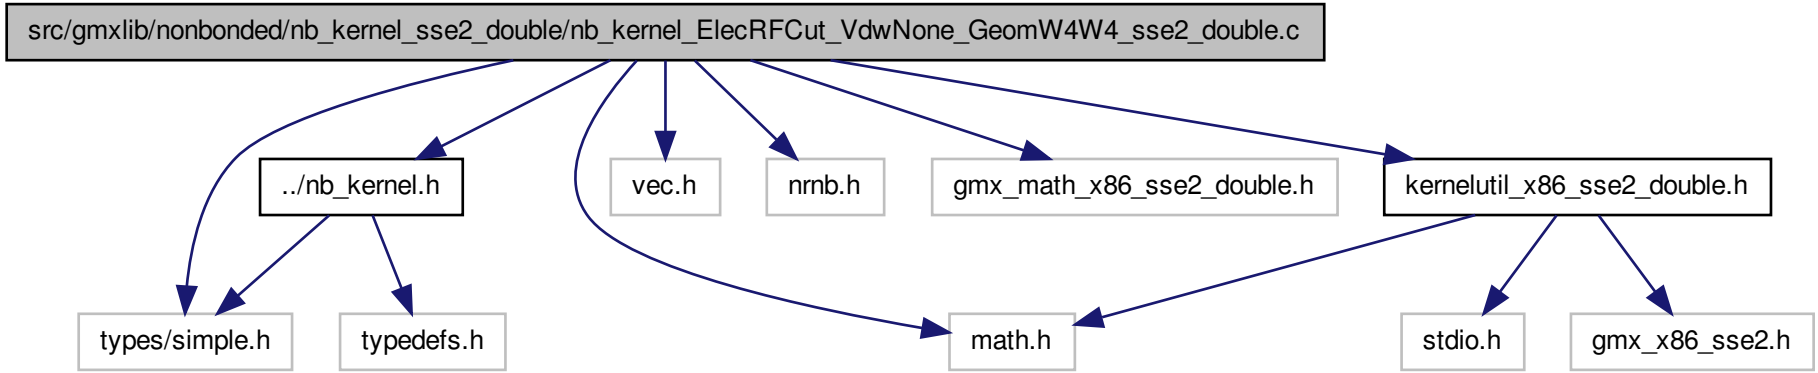 src/gmxlib/nonbonded/nb_kernel_sse2_double/nb_kernel_ElecRFCut_VdwNone_GeomW4W4_sse2_double.c
../nb_kernel.h
vec.h
nrnb.h
gmx_math_x86_sse2_double.h
kernelutil_x86_sse2_double.h
types/simple.h
typedefs.h
math.h
stdio.h
gmx_x86_sse2.h